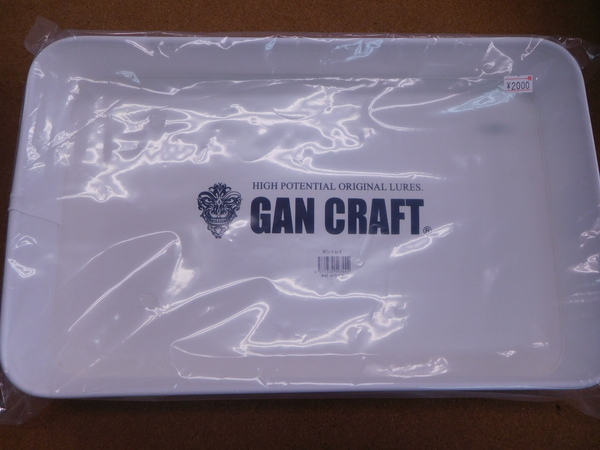 ¥2000
HIGH POTENTIAL ORIGINAL LURES.
GAN CRAFT®